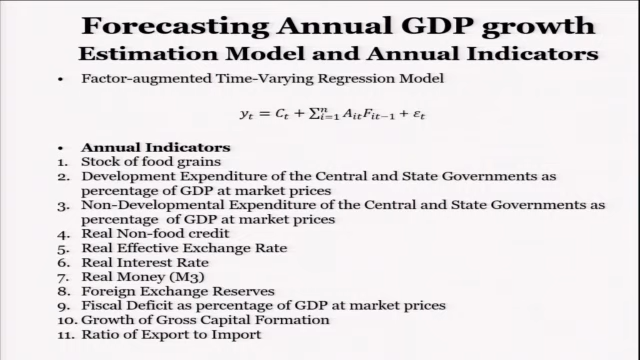 Forecasting Annual GDP growth
Estimation Model and Annual Indicators
• Factor-augmented Time-Varying Regression Model
y_t = C_t + ∑_{i=1}^{n} A_{it}F_{it−1} + ε_t
• Annual Indicators
1. Stock of food grains
2. Development Expenditure of the Central and State Governments as
percentage of GDP at market prices
3. Non-Developmental Expenditure of the Central and State Governments as
percentage of GDP at market prices
4. Real Non-food credit
5. Real Effective Exchange Rate
6. Real Interest Rate
7. Real Money (M3)
8. Foreign Exchange Reserves
9. Fiscal Deficit as percentage of GDP at market prices
10. Growth of Gross Capital Formation
11. Ratio of Export to Import